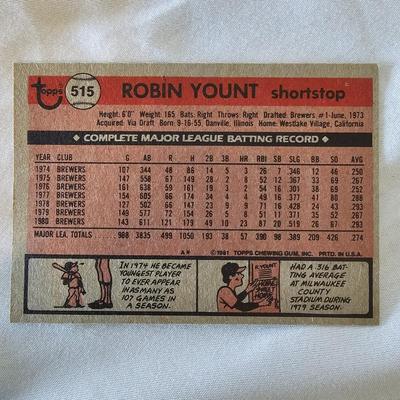 topps
515
ROBIN YOUNT shortstop
Height: 6'0" Weight: 165 Bats: Right Throws: Right Drafted: Brewers #1-June, 1973
Acquired: Via Draft Born: 9-16-55, Danville, Illinois Home: Westlake Village, California
◆ COMPLETE MAJOR LEAGUE BATTING RECORD ◆
YEAR CLUB G AB R H 2B 3B HR RBI SB SLG BB SO AVG
1974 BREWERS 107 344 48 86 14 5 3 26 7 .346 12 46 .250
1975 BREWERS 147 558 67 149 28 2 8 52 12 .367 33 69 .267
1976 BREWERS 161 638 59 161 19 3 2 54 16 .301 38 69 .252
1977 BREWERS 154 605 66 174 34 4 4 49 16 .377 41 80 .288
1978 BREWERS 127 502 66 147 23 9 9 71 16 .428 24 43 .293
1979 BREWERS 149 577 72 154 26 5 8 51 11 .371 35 52 .267
1980 BREWERS 143 611 121 179 49 10 23 87 20 .519 26 67 .293
MAJOR LEA. TOTALS 988 3835 499 1050 193 38 57 390 98 .389 209 426 .274
A* ©1981 TOPPS CHEWING GUM, INC. PRTD. IN U.S.A.
IN 1974 HE BECAME
YOUNGEST PLAYER
TO EVER APPEAR
IN AS MANY AS
107 GAMES IN
A SEASON.
R. YOUNT
HOME
HOME
HAD A .316 BAT-
TING AVERAGE
AT MILWAUKEE
COUNTY
STADIUM DURING
1979 SEASON.